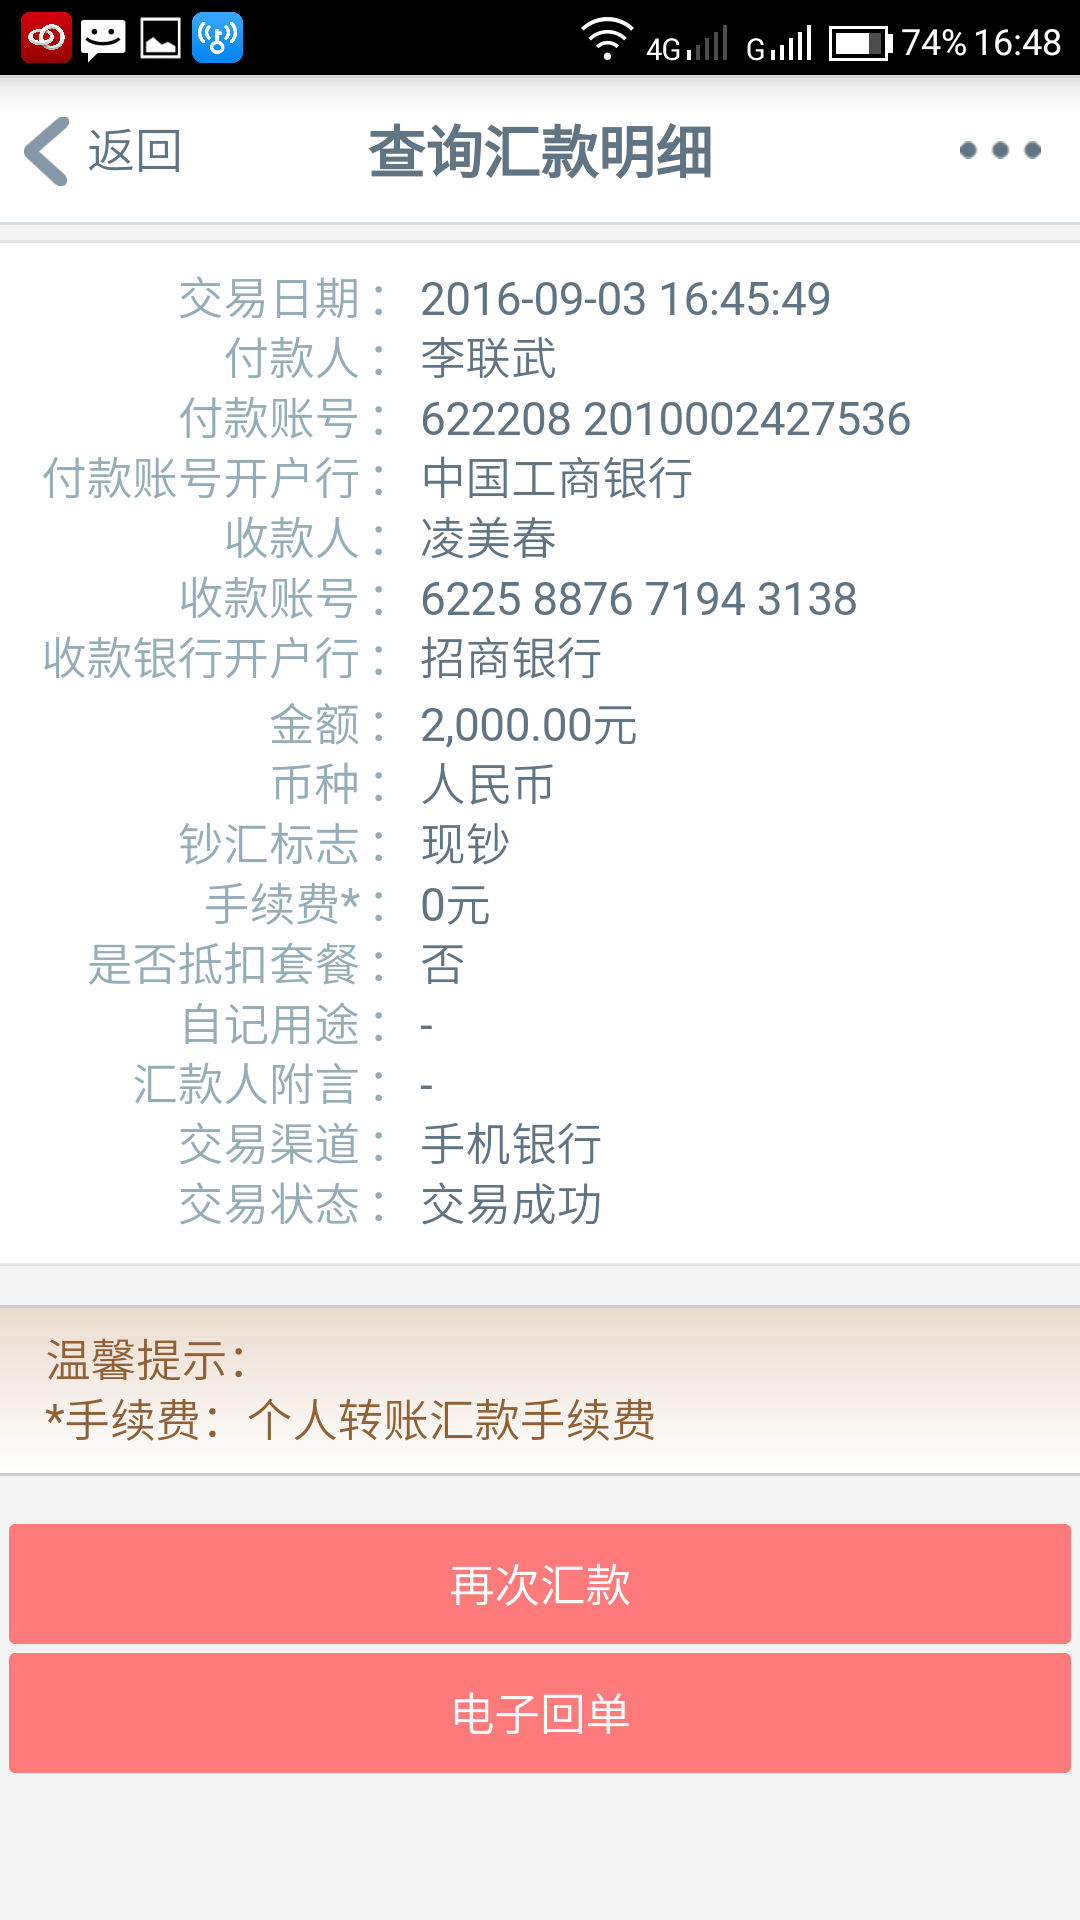 4G G 74% 16:48
返回 查询汇款明细
交易日期： 2016-09-03 16:45:49
付款人： 李联武
付款账号： 622208 2010002427536
付款账号开户行： 中国工商银行
收款人： 凌美春
收款账号： 6225 8876 7194 3138
收款银行开户行： 招商银行
金额： 2,000.00元
币种： 人民币
钞汇标志： 现钞
手续费*： 0元
是否抵扣套餐： 否
自记用途： -
汇款人附言： -
交易渠道： 手机银行
交易状态： 交易成功
温馨提示：
*手续费：个人转账汇款手续费
再次汇款
电子回单